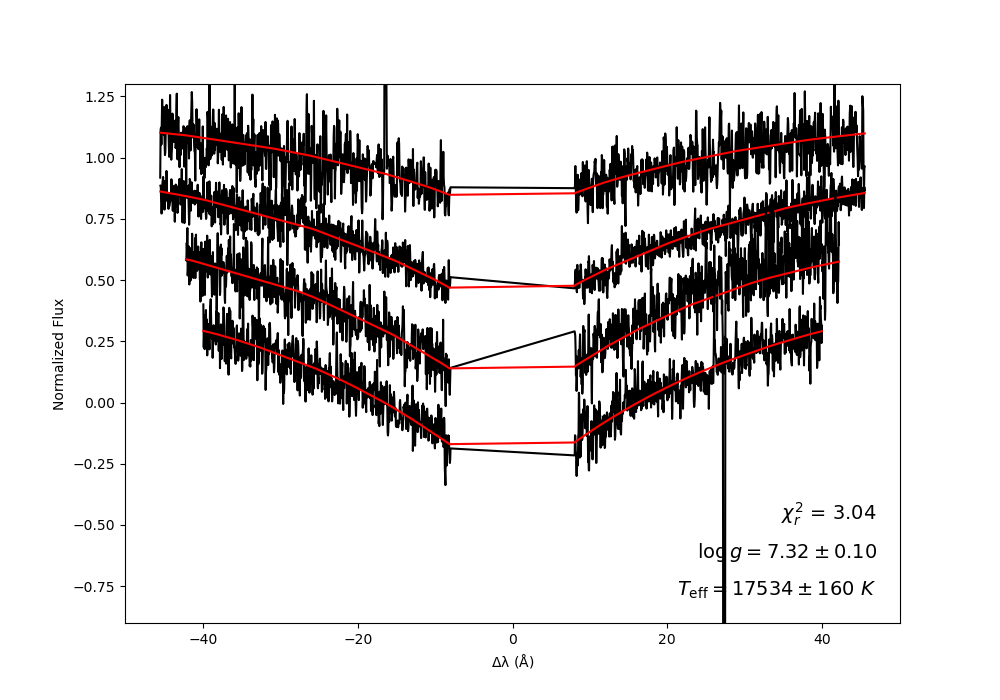 1.25
1.00
0.75
0.50
0.25
0.00
−0.25
−0.50
−0.75
Normalized Flux
χ²ᵣ = 3.04
log g = 7.32 ± 0.10
T_eff = 17534 ± 160 K
−40 −20 0 20 40
Δλ (Å)